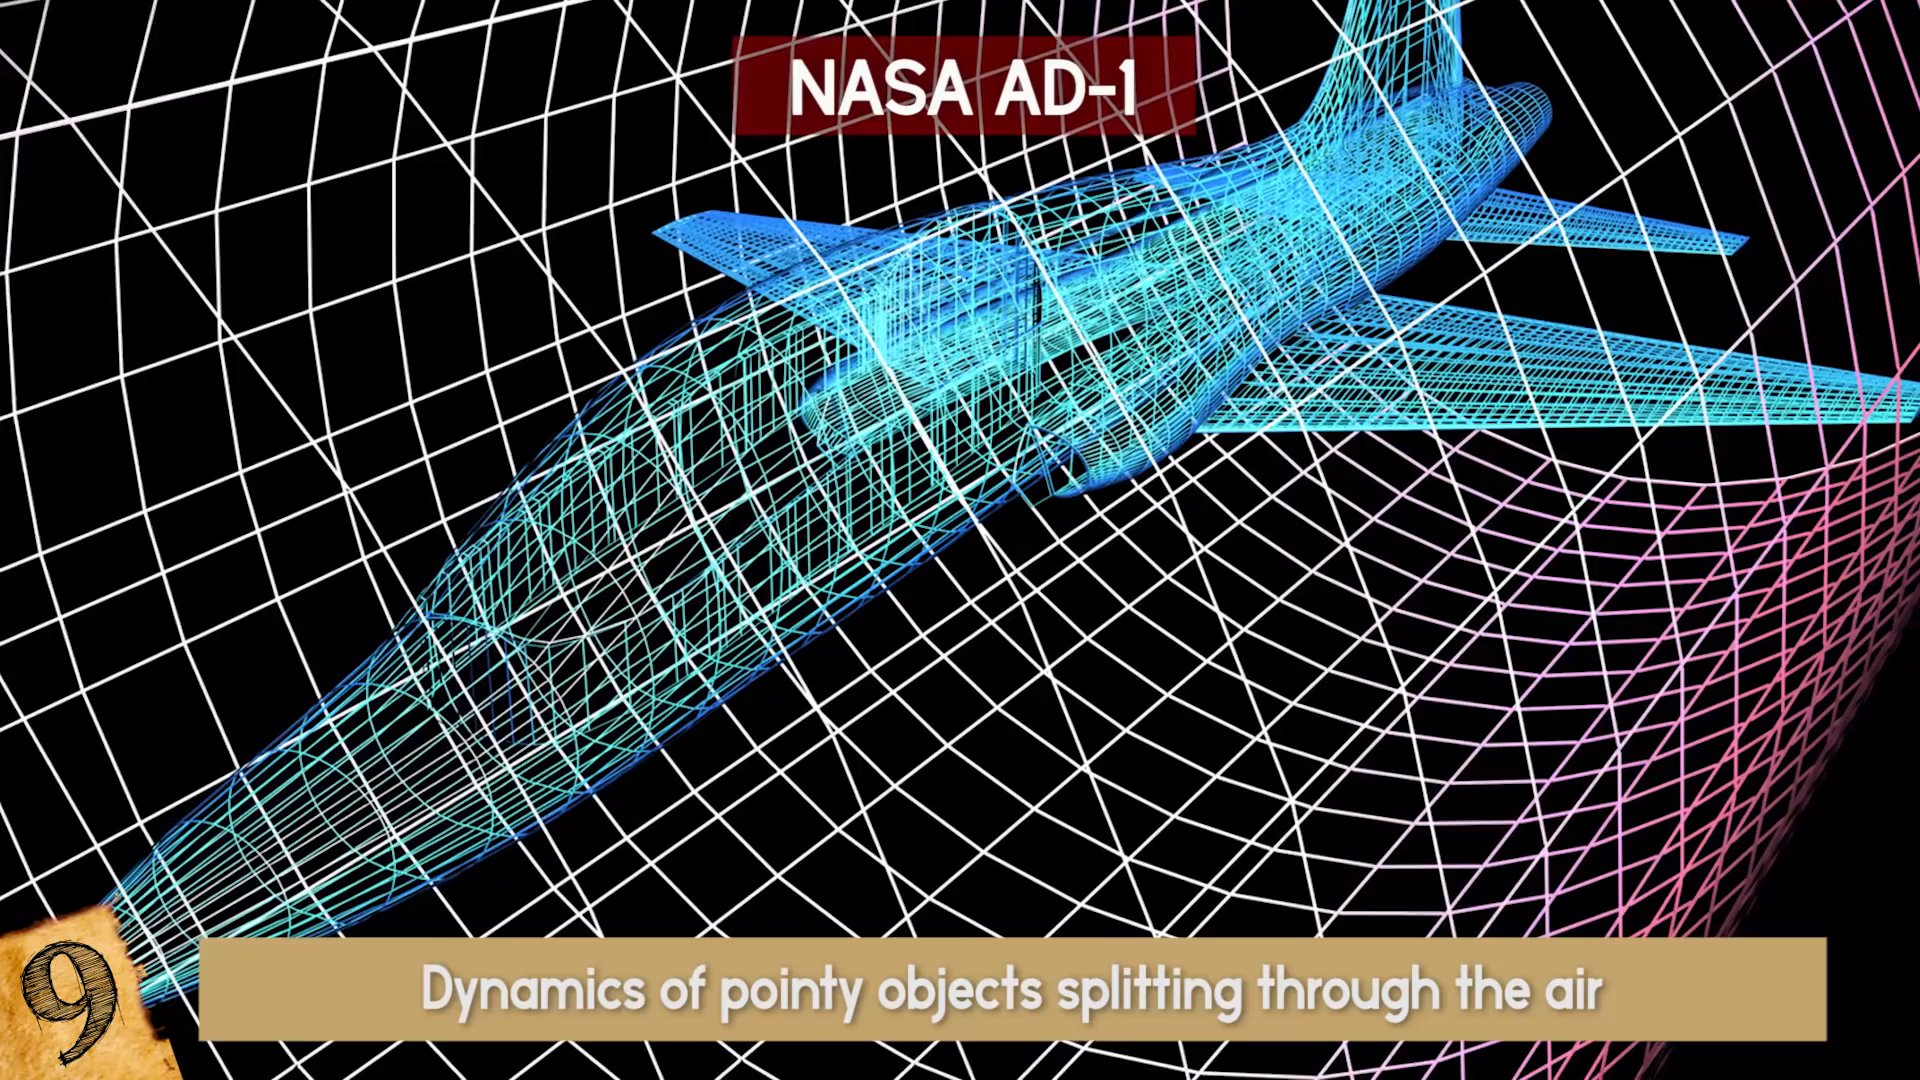 NASA AD-1
9
Dynamics of pointy objects splitting through the air